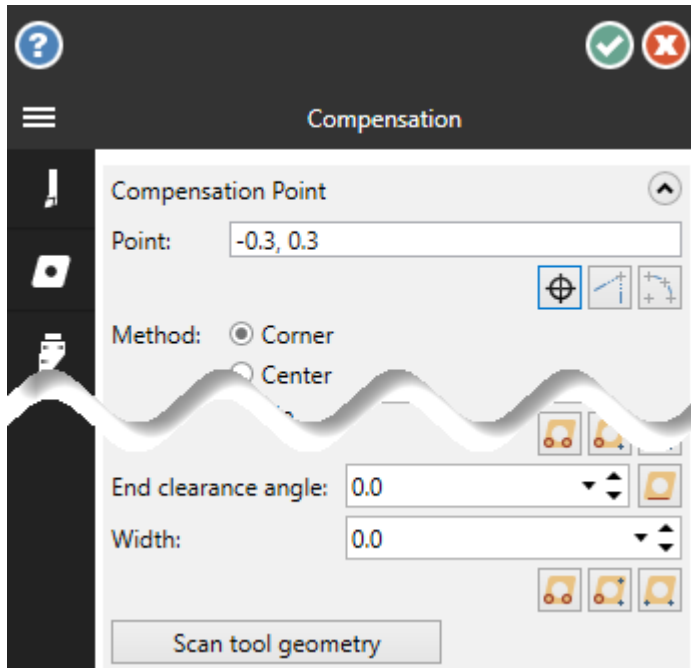 Compensation
Compensation Point
Point: -0.3, 0.3
Method: Corner
Center
End clearance angle: 0.0
Width: 0.0
Scan tool geometry